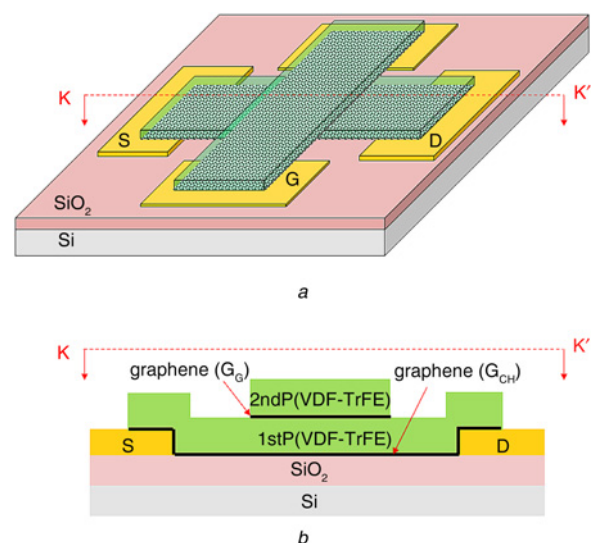 K
K′
S
D
G
SiO2
Si
a
K
K′
graphene (GG)
graphene (GCH)
2ndP(VDF-TrFE)
S
1stP(VDF-TrFE)
D
SiO2
Si
b